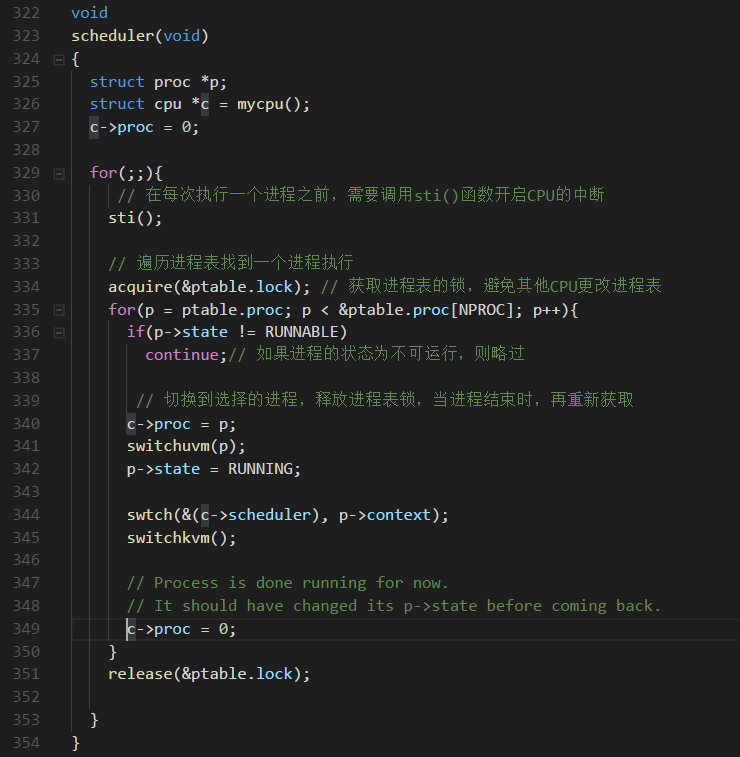 322 void
323 scheduler(void)
324 {
325   struct proc *p;
326   struct cpu *c = mycpu();
327   c->proc = 0;
328
329   for(;;){
330      // 在每次执行一个进程之前，需要调用sti()函数开启CPU的中断
331     sti();
332
333     // 遍历进程表找到一个进程执行
334     acquire(&ptable.lock); // 获取进程表的锁，避免其他CPU更改进程表
335     for(p = ptable.proc; p < &ptable.proc[NPROC]; p++){
336       if(p->state != RUNNABLE)
337         continue;// 如果进程的状态为不可运行，则略过
338
339        // 切换到选择的进程，释放进程表锁，当进程结束时，再重新获取
340       c->proc = p;
341       switchuvm(p);
342       p->state = RUNNING;
343
344       swtch(&(c->scheduler), p->context);
345       switchkvm();
346
347       // Process is done running for now.
348       // It should have changed its p->state before coming back.
349       c->proc = 0;
350     }
351     release(&ptable.lock);
352
353   }
354 }